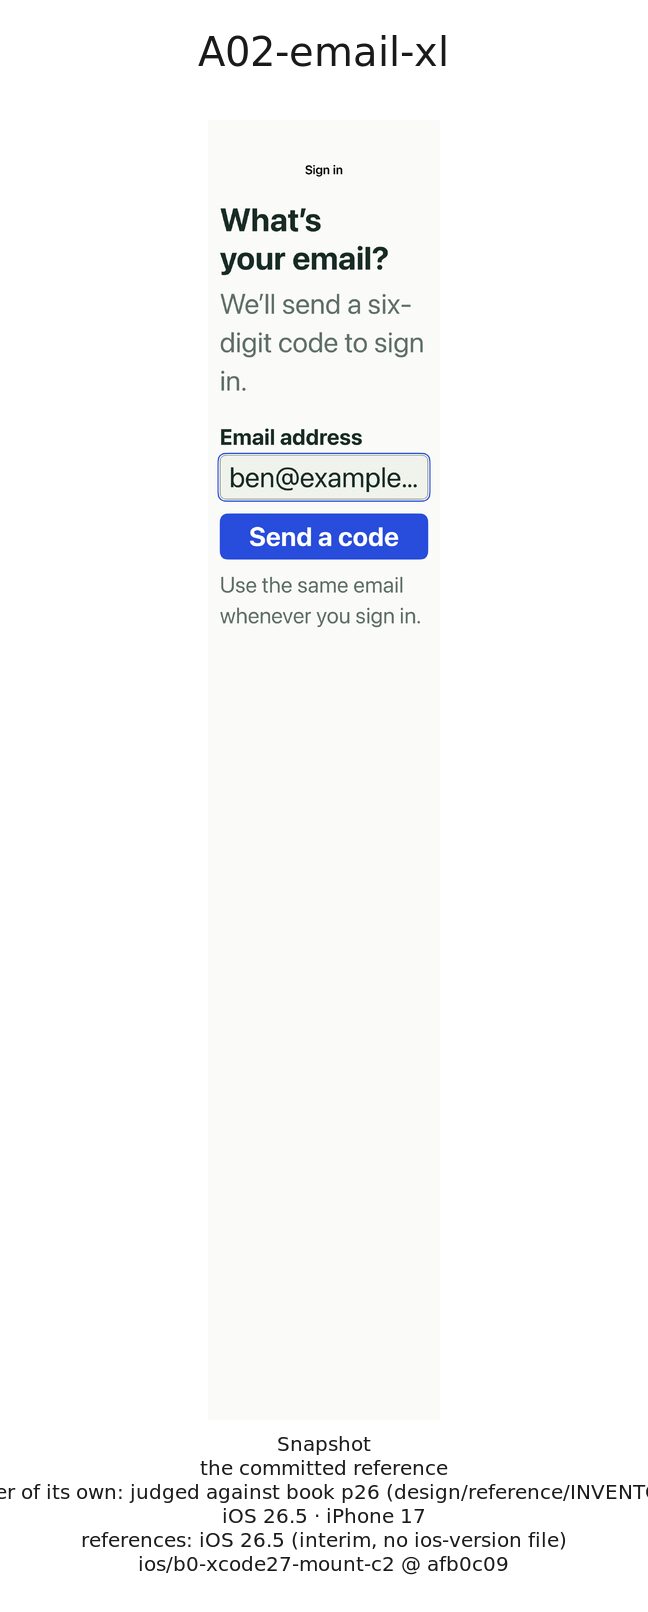 A02-email-xl
Sign in
What’s
your email?
We’ll send a six-
digit code to sign
in.
Email address
ben@example…
Send a code
Use the same email
whenever you sign in.
Snapshot
the committed reference
of its own: judged against book p26 (design/reference/
iOS 26.5 · iPhone 17
references: iOS 26.5 (interim, no ios-version file)
ios/b0-xcode27-mount-c2 @ afb0c09